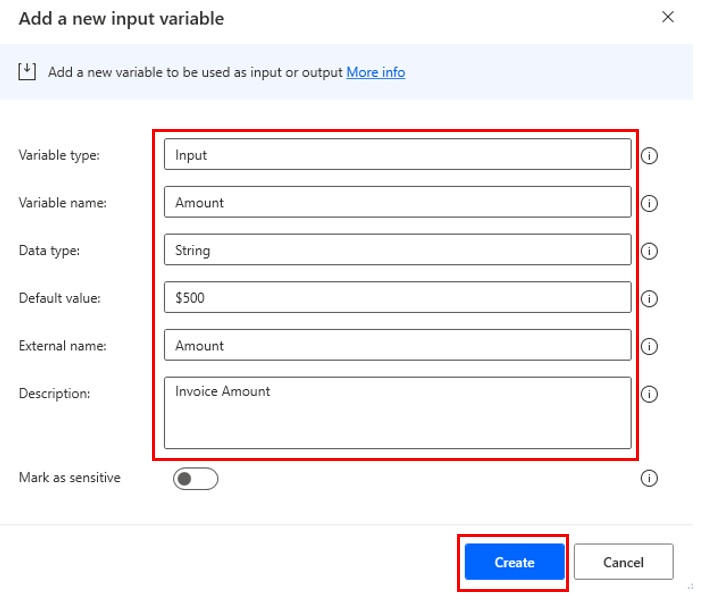 Add a new input variable
Add a new variable to be used as input or output More info
Variable type: Input
Variable name: Amount
Data type: String
Default value: $500
External name: Amount
Description: Invoice Amount
Mark as sensitive
Create Cancel